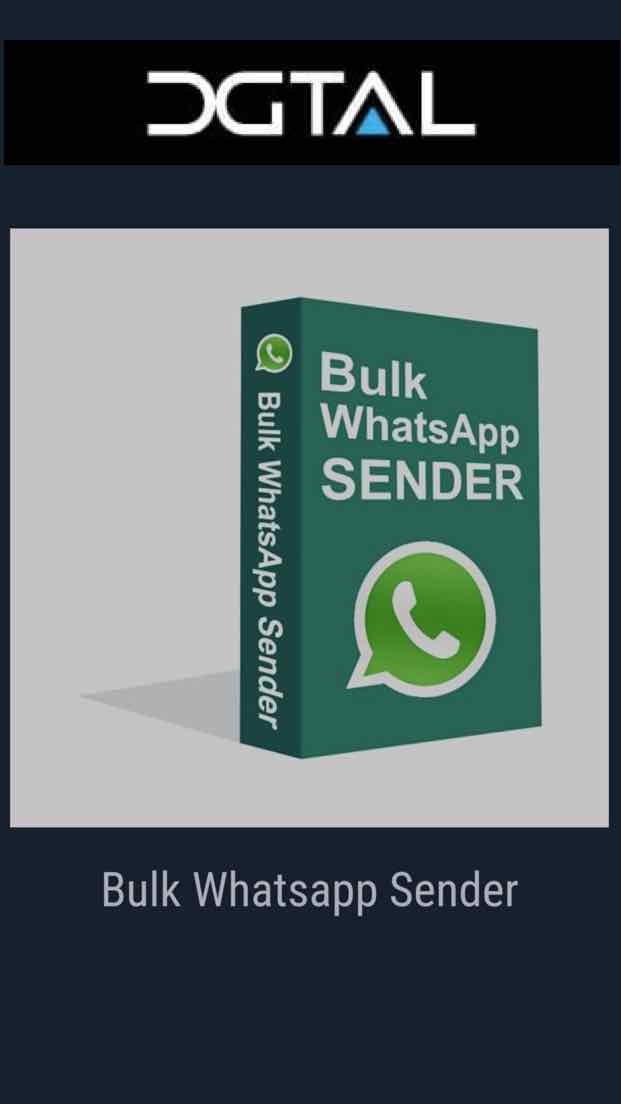 DGTAL
Bulk WhatsApp Sender
Bulk
WhatsApp
SENDER
Bulk Whatsapp Sender